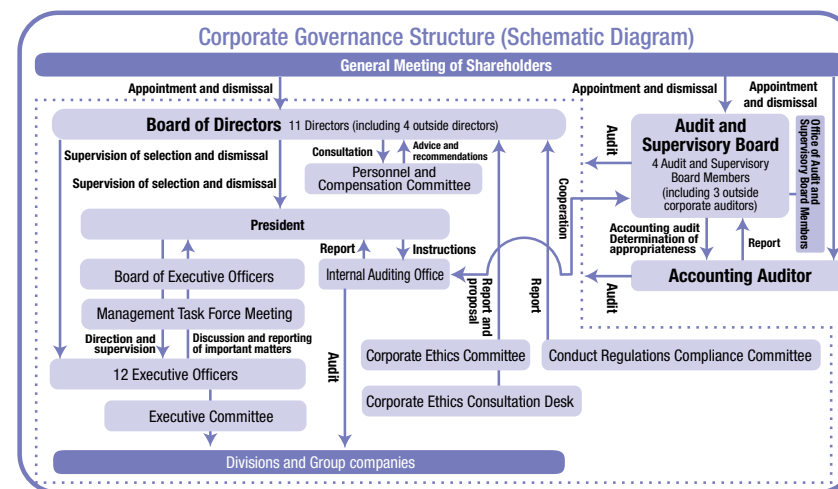 Corporate Governance Structure (Schematic Diagram)
General Meeting of Shareholders
Appointment and dismissal
Appointment and dismissal
Appointment
and dismissal
Board of Directors 11 Directors (including 4 outside directors)
Audit and
Supervisory Board
4 Audit and Supervisory
Board Members
(including 3 outside
corporate auditors)
Office of Audit and
Supervisory Board Members
Supervision of selection and dismissal
Consultation
Advice and
recommendations
Audit
Personnel and
Compensation Committee
Supervision of selection and dismissal
Cooperation
President
Report
Instructions
Accounting audit
Determination of
appropriateness
Report
Board of Executive Officers
Internal Auditing Office
Accounting Auditor
Audit
Report and
proposal
Report
Management Task Force Meeting
Direction and
supervision
Discussion and reporting
of important matters
Audit
Corporate Ethics Committee
Conduct Regulations Compliance Committee
12 Executive Officers
Corporate Ethics Consultation Desk
Executive Committee
Divisions and Group companies